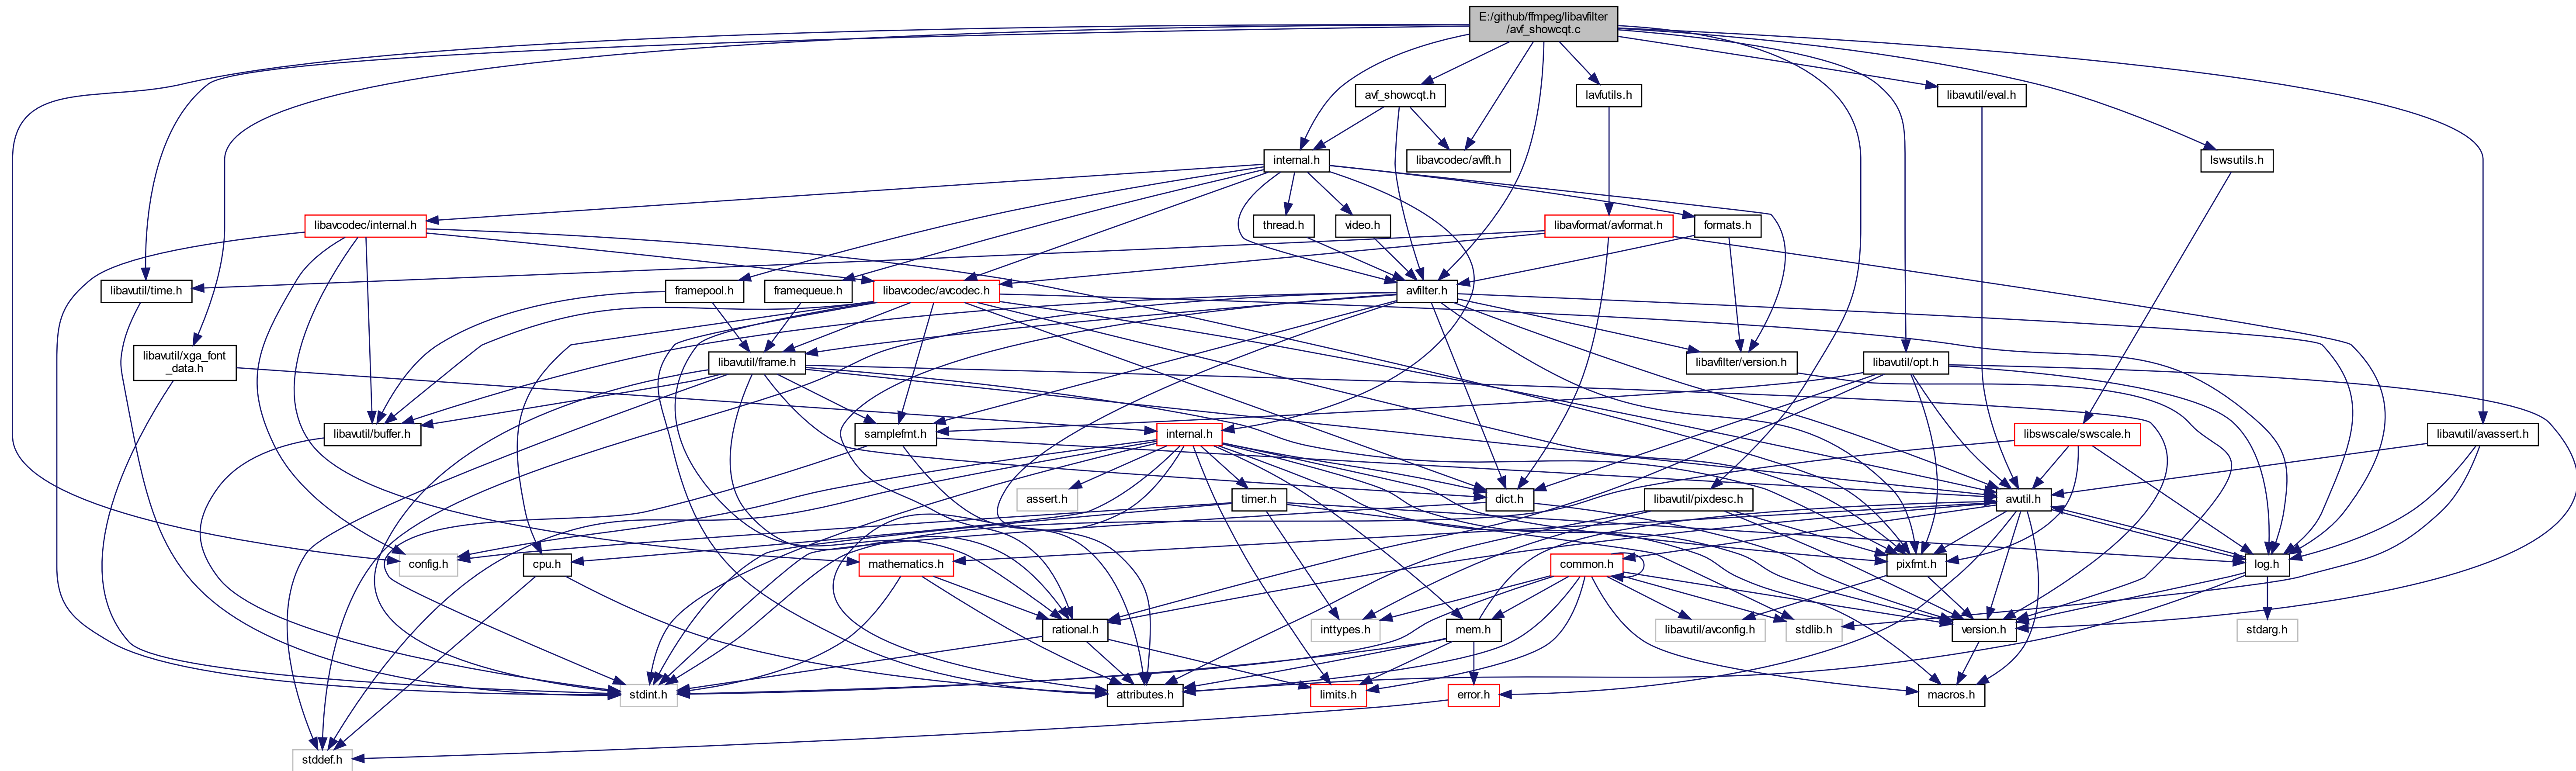 E:/github/ffmpeg/libavfilter
/avf_showcqt.c
avf_showcqt.h
lavfutils.h
libavutil/eval.h
internal.h
libavcodec/avfft.h
lswsutils.h
libavcodec/internal.h
thread.h
video.h
libavformat/avformat.h
formats.h
libavutil/time.h
framepool.h
framequeue.h
libavcodec/avcodec.h
avfilter.h
libavutil/xga_font
_data.h
libavutil/frame.h
libavfilter/version.h
libavutil/opt.h
libavutil/buffer.h
samplefmt.h
internal.h
libswscale/swscale.h
libavutil/avassert.h
assert.h
timer.h
dict.h
libavutil/pixdesc.h
avutil.h
config.h
cpu.h
mathematics.h
common.h
pixfmt.h
log.h
rational.h
inttypes.h
mem.h
libavutil/avconfig.h
stdlib.h
version.h
stdarg.h
stdint.h
attributes.h
limits.h
error.h
macros.h
stddef.h